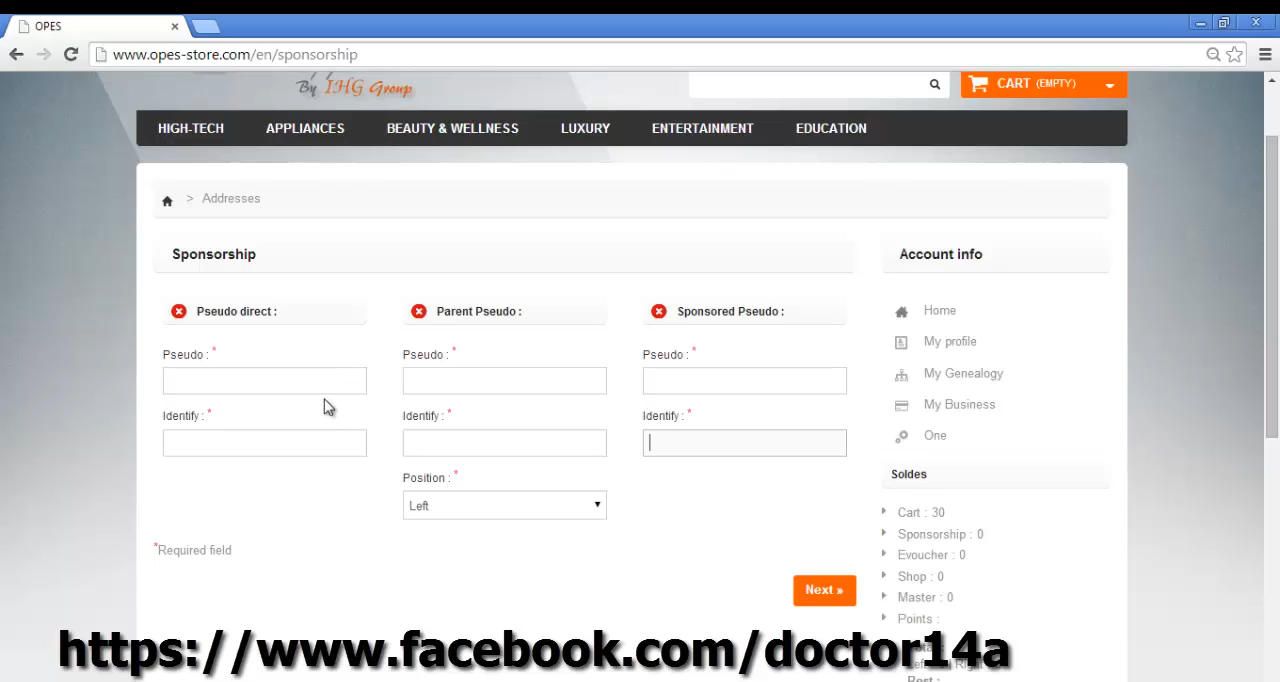 OPES
www.opes-store.com/en/sponsorship
By IHG Group
CART (EMPTY)
HIGH-TECH APPLIANCES BEAUTY & WELLNESS LUXURY ENTERTAINMENT EDUCATION
> Addresses
Sponsorship
Account info
Pseudo direct : Parent Pseudo : Sponsored Pseudo :
Home
Pseudo : * Pseudo : * Pseudo : *
My profile
My Genealogy
My Business
Identify : * Identify : * Identify : *
One
Soldes
Position : *
Left
Cart : 30
Sponsorship : 0
*Required field
Evoucher : 0
Shop : 0
Next »
Master : 0
Points :
https://www.facebook.com/doctor14a